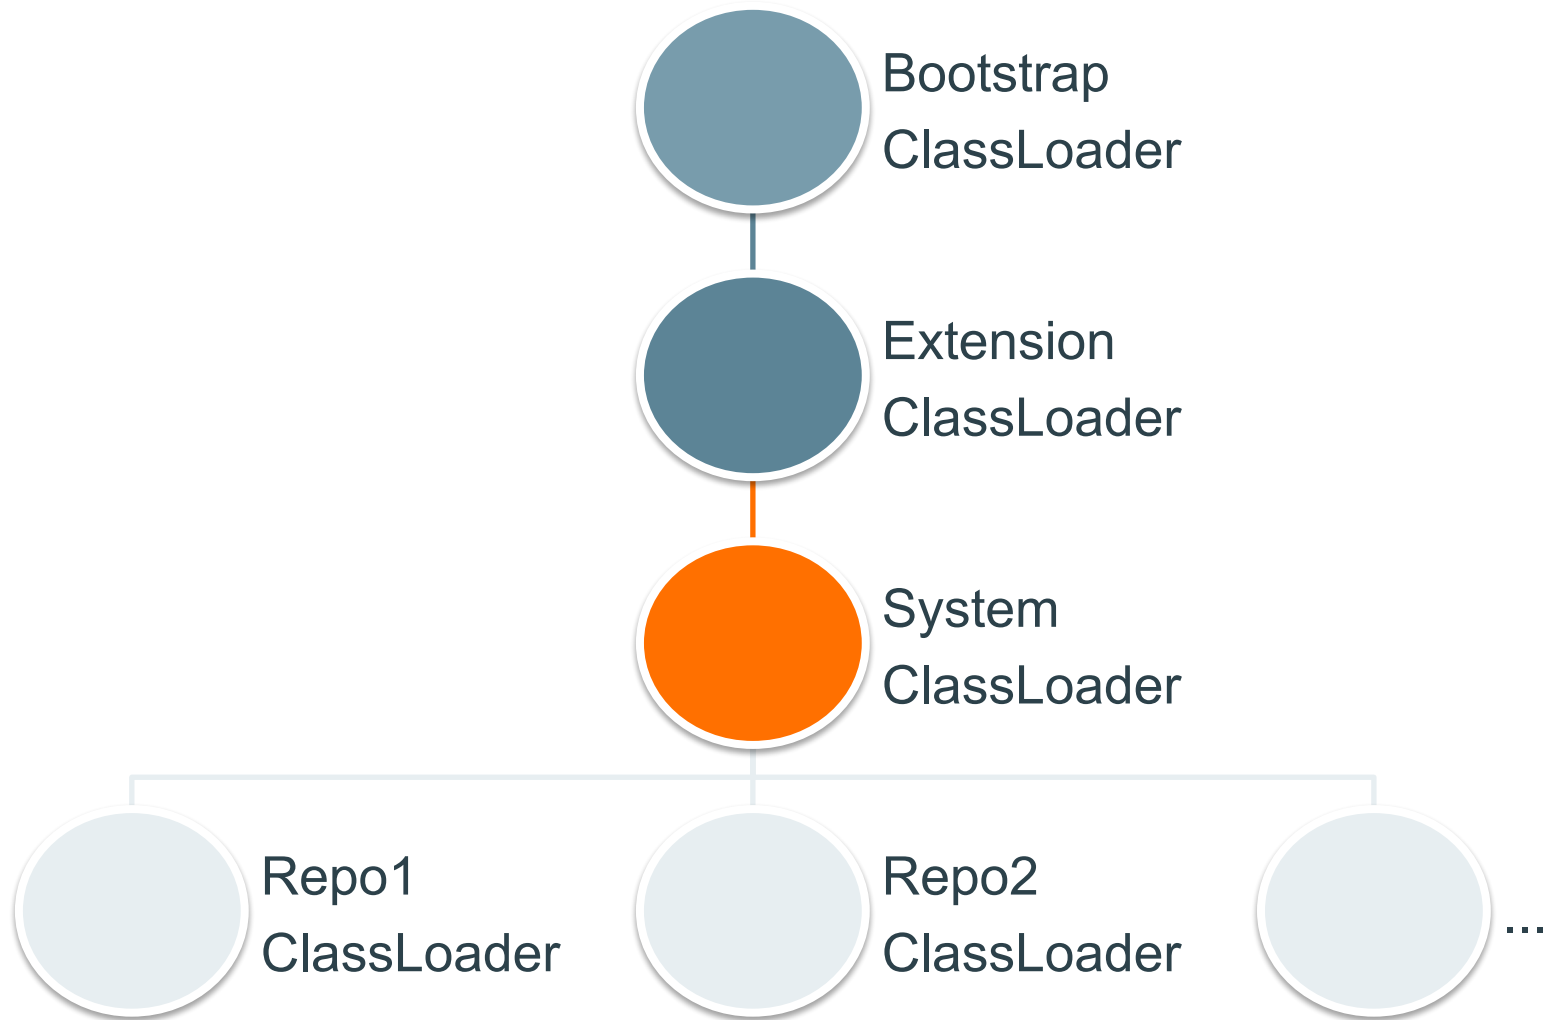 Bootstrap
ClassLoader
Extension
ClassLoader
System
ClassLoader
Repo1
ClassLoader
Repo2
ClassLoader
...